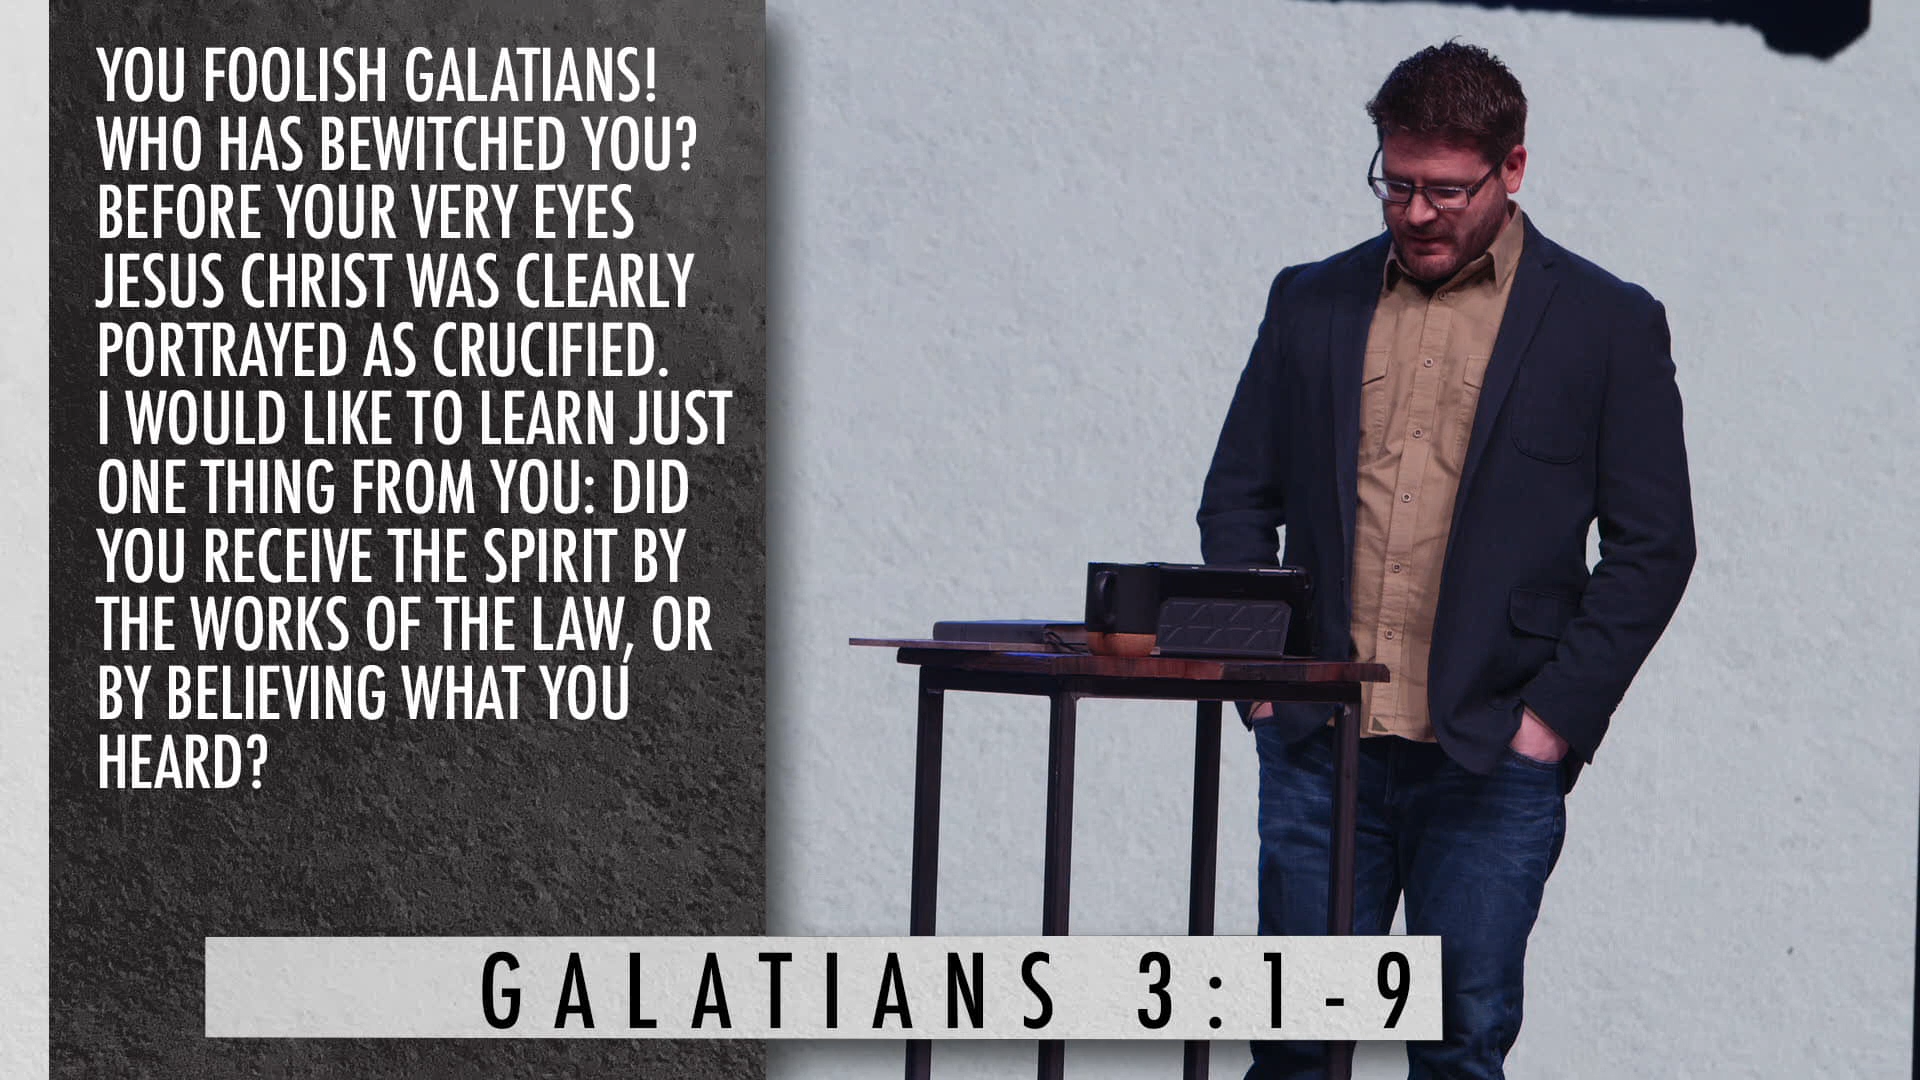 YOU FOOLISH GALATIANS!
WHO HAS BEWITCHED YOU?
BEFORE YOUR VERY EYES
JESUS CHRIST WAS CLEARLY
PORTRAYED AS CRUCIFIED.
I WOULD LIKE TO LEARN JUST
ONE THING FROM YOU: DID
YOU RECEIVE THE SPIRIT BY
THE WORKS OF THE LAW, OR
BY BELIEVING WHAT YOU
HEARD?
GALATIANS 3:1-9